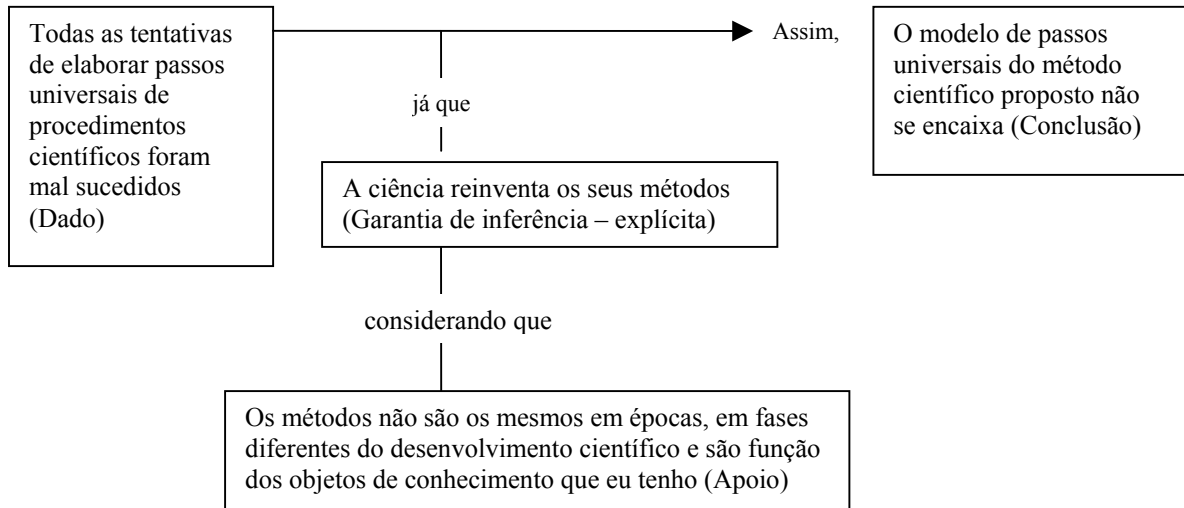 Todas as tentativas
de elaborar passos
universais de
procedimentos
científicos foram
mal sucedidos
(Dado)
Assim,
O modelo de passos
universais do método
científico proposto não
se encaixa (Conclusão)
já que
A ciência reinventa os seus métodos
(Garantia de inferência – explícita)
considerando que
Os métodos não são os mesmos em épocas, em fases
diferentes do desenvolvimento científico e são função
dos objetos de conhecimento que eu tenho (Apoio)